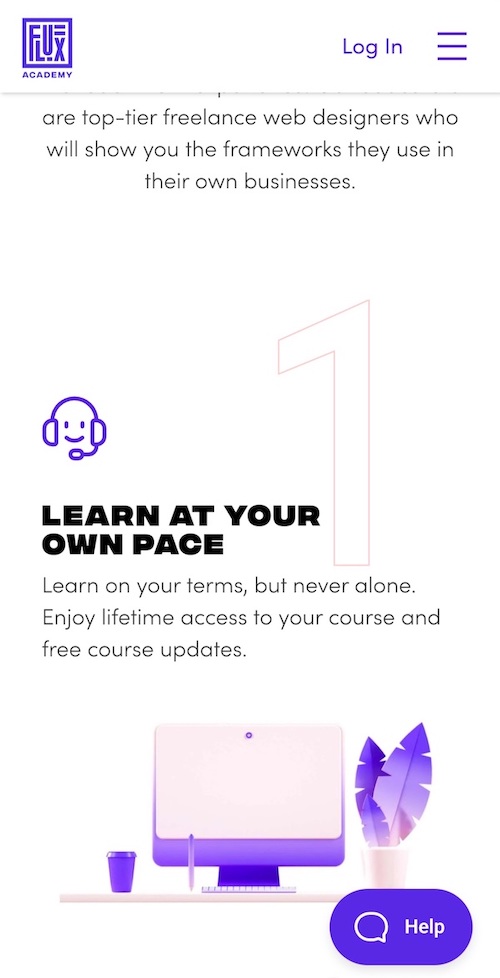 FLUX
ACADEMY
Log In
are top-tier freelance web designers who
will show you the frameworks they use in
their own businesses.
1
LEARN AT YOUR
OWN PACE
Learn on your terms, but never alone.
Enjoy lifetime access to your course and
free course updates.
Help